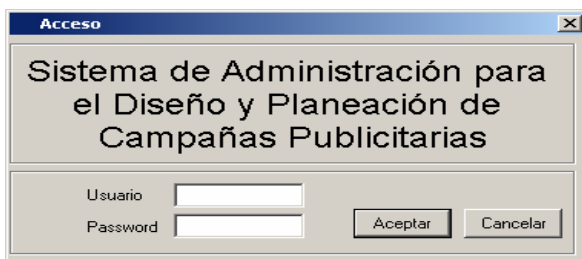 Acceso
Sistema de Administración para
el Diseño y Planeación de
Campañas Publicitarias
Usuario
Password
Aceptar
Cancelar